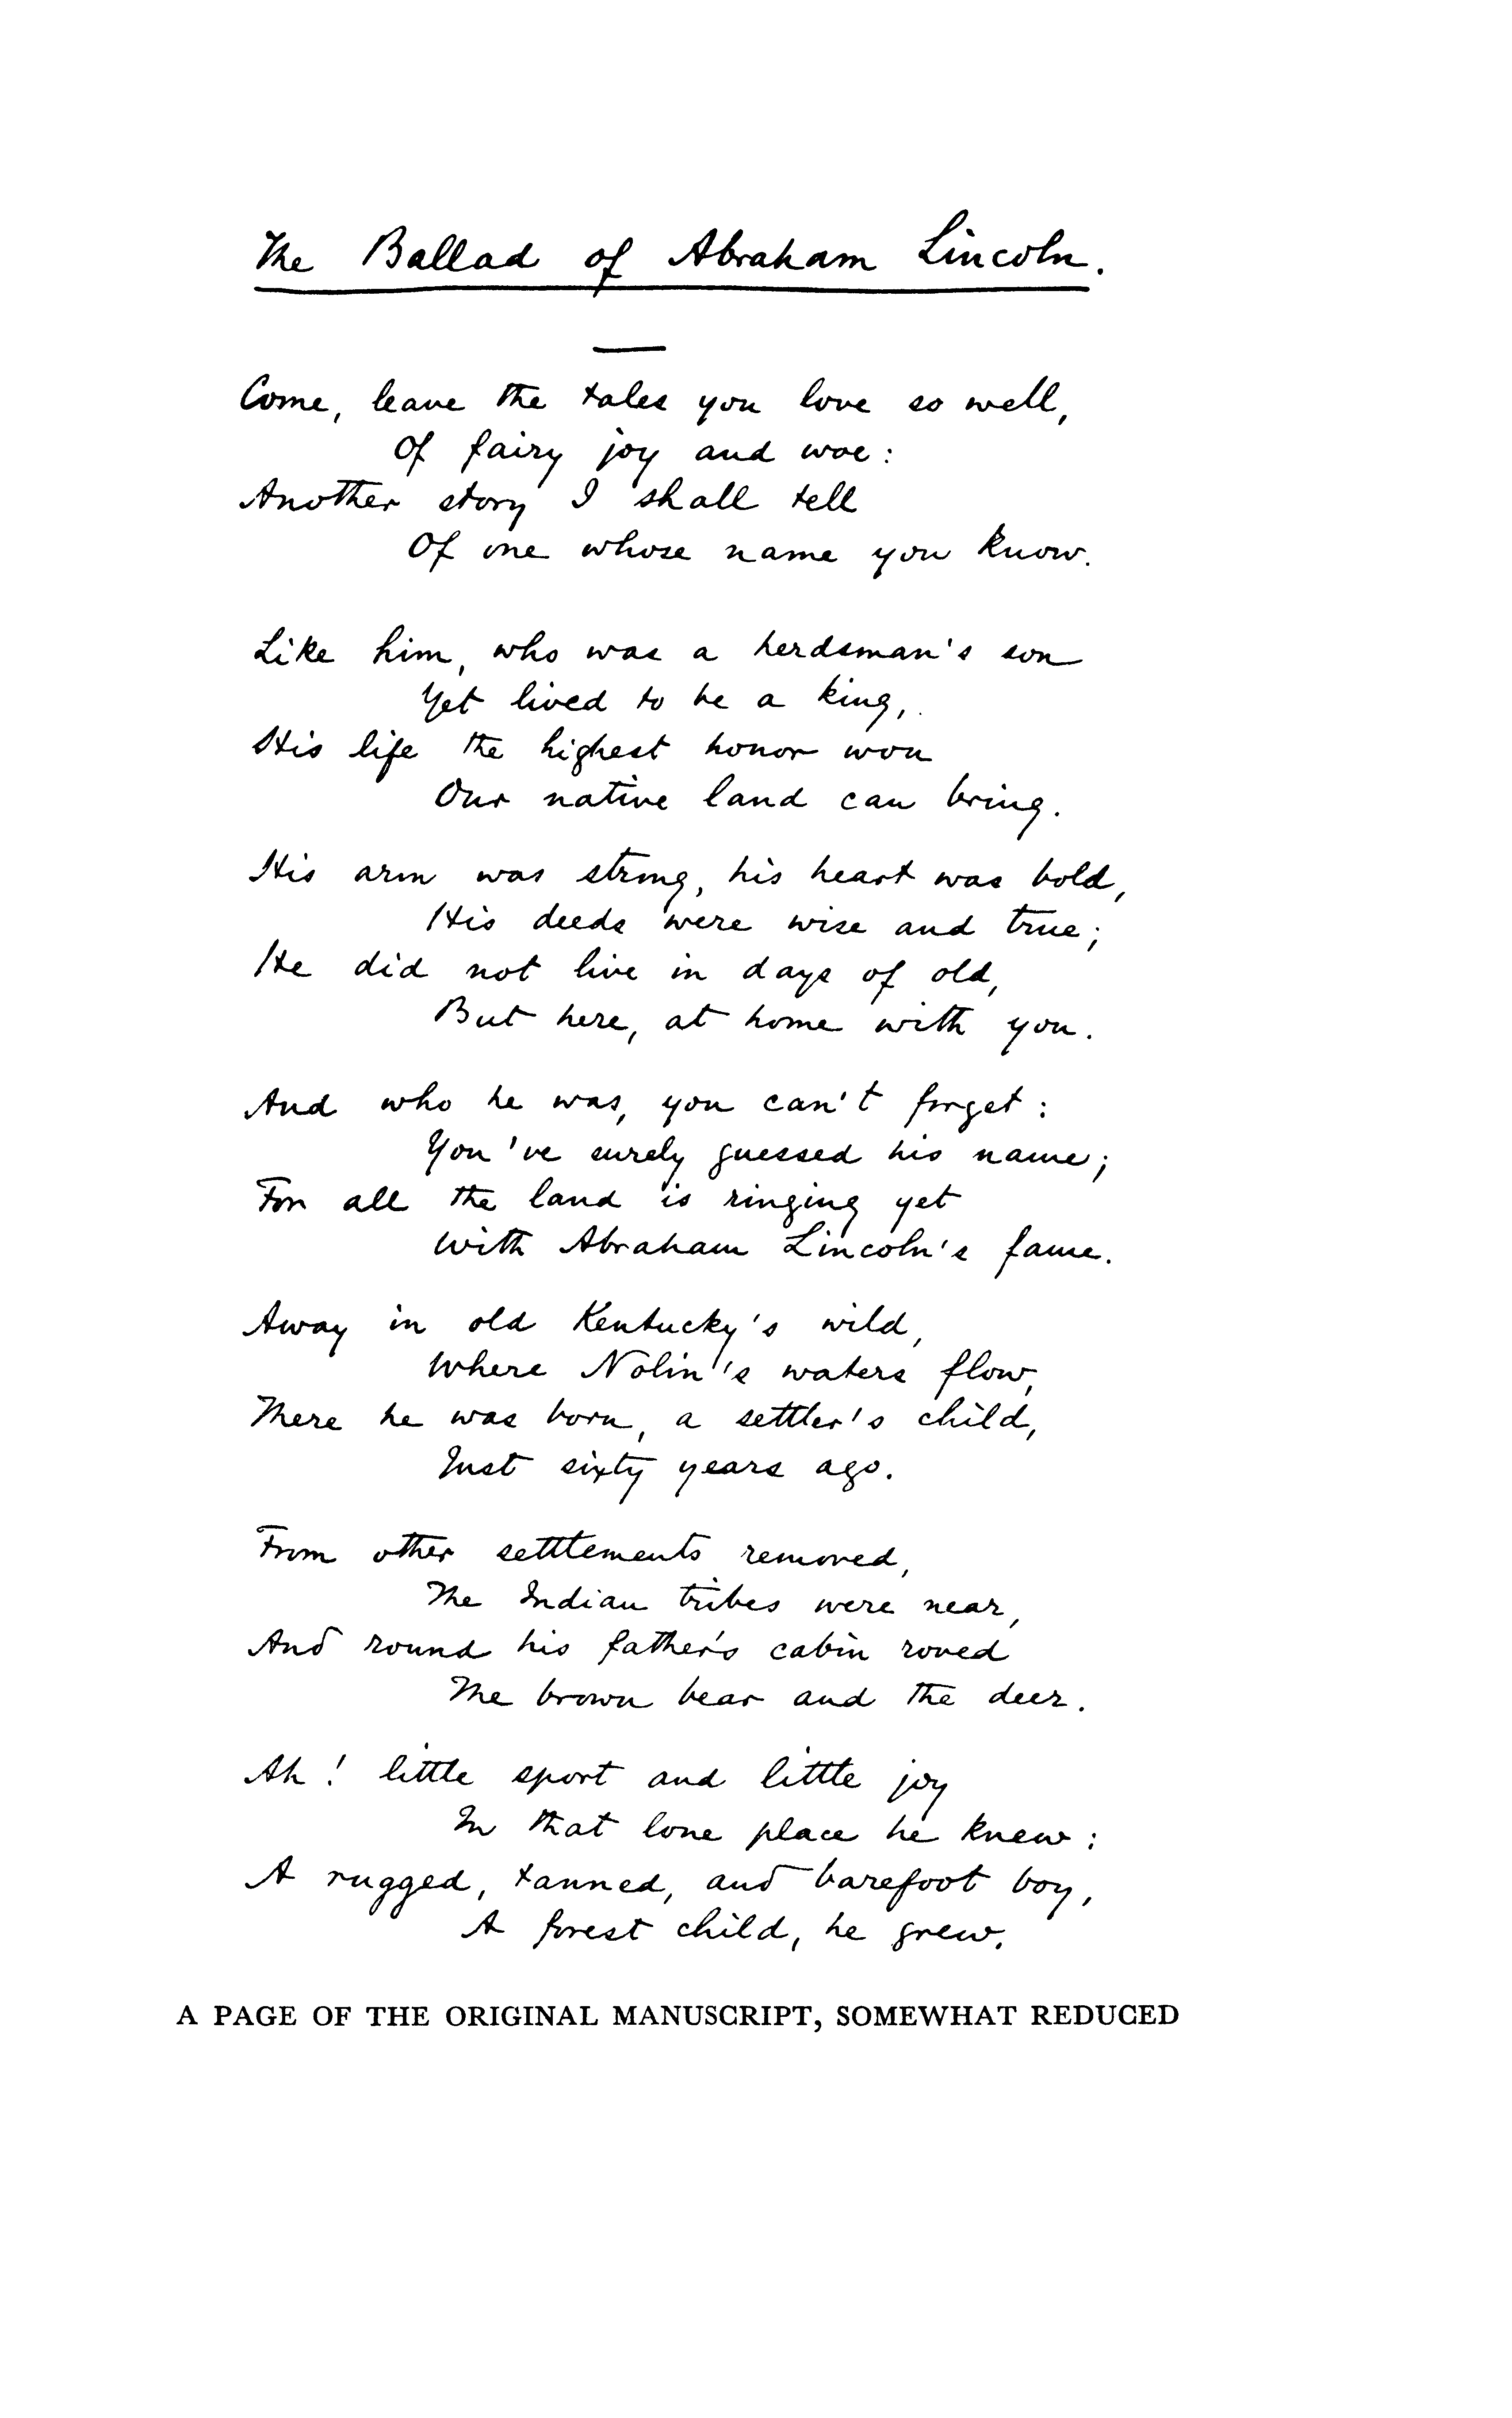 The Ballad of Abraham Lincoln.
Come, leave the tales you love so well,
Of fairy joy and woe:
Another story I shall tell
Of one whose name you know.
Like him, who was a herdsman's son
Yet lived to be a king,
His life the highest honor won
Our native land can bring.
His arm was strong, his heart was bold,
His deeds were wise and true;
He did not live in days of old,
But here, at home with you.
And who he was, you can't forget:
You've surely guessed his name;
For all the land is ringing yet
With Abraham Lincoln's fame.
Away in old Kentucky's wild,
Where Nolin's waters flow,
There he was born, a settler's child,
Just sixty years ago.
From other settlements removed,
The Indian tribes were near,
And round his father's cabin roved
The brown bear and the deer.
Ah! little sport and little joy
In that lone place he knew:
A rugged, tanned, and barefoot boy,
A forest child, he grew.
A PAGE OF THE ORIGINAL MANUSCRIPT, SOMEWHAT REDUCED